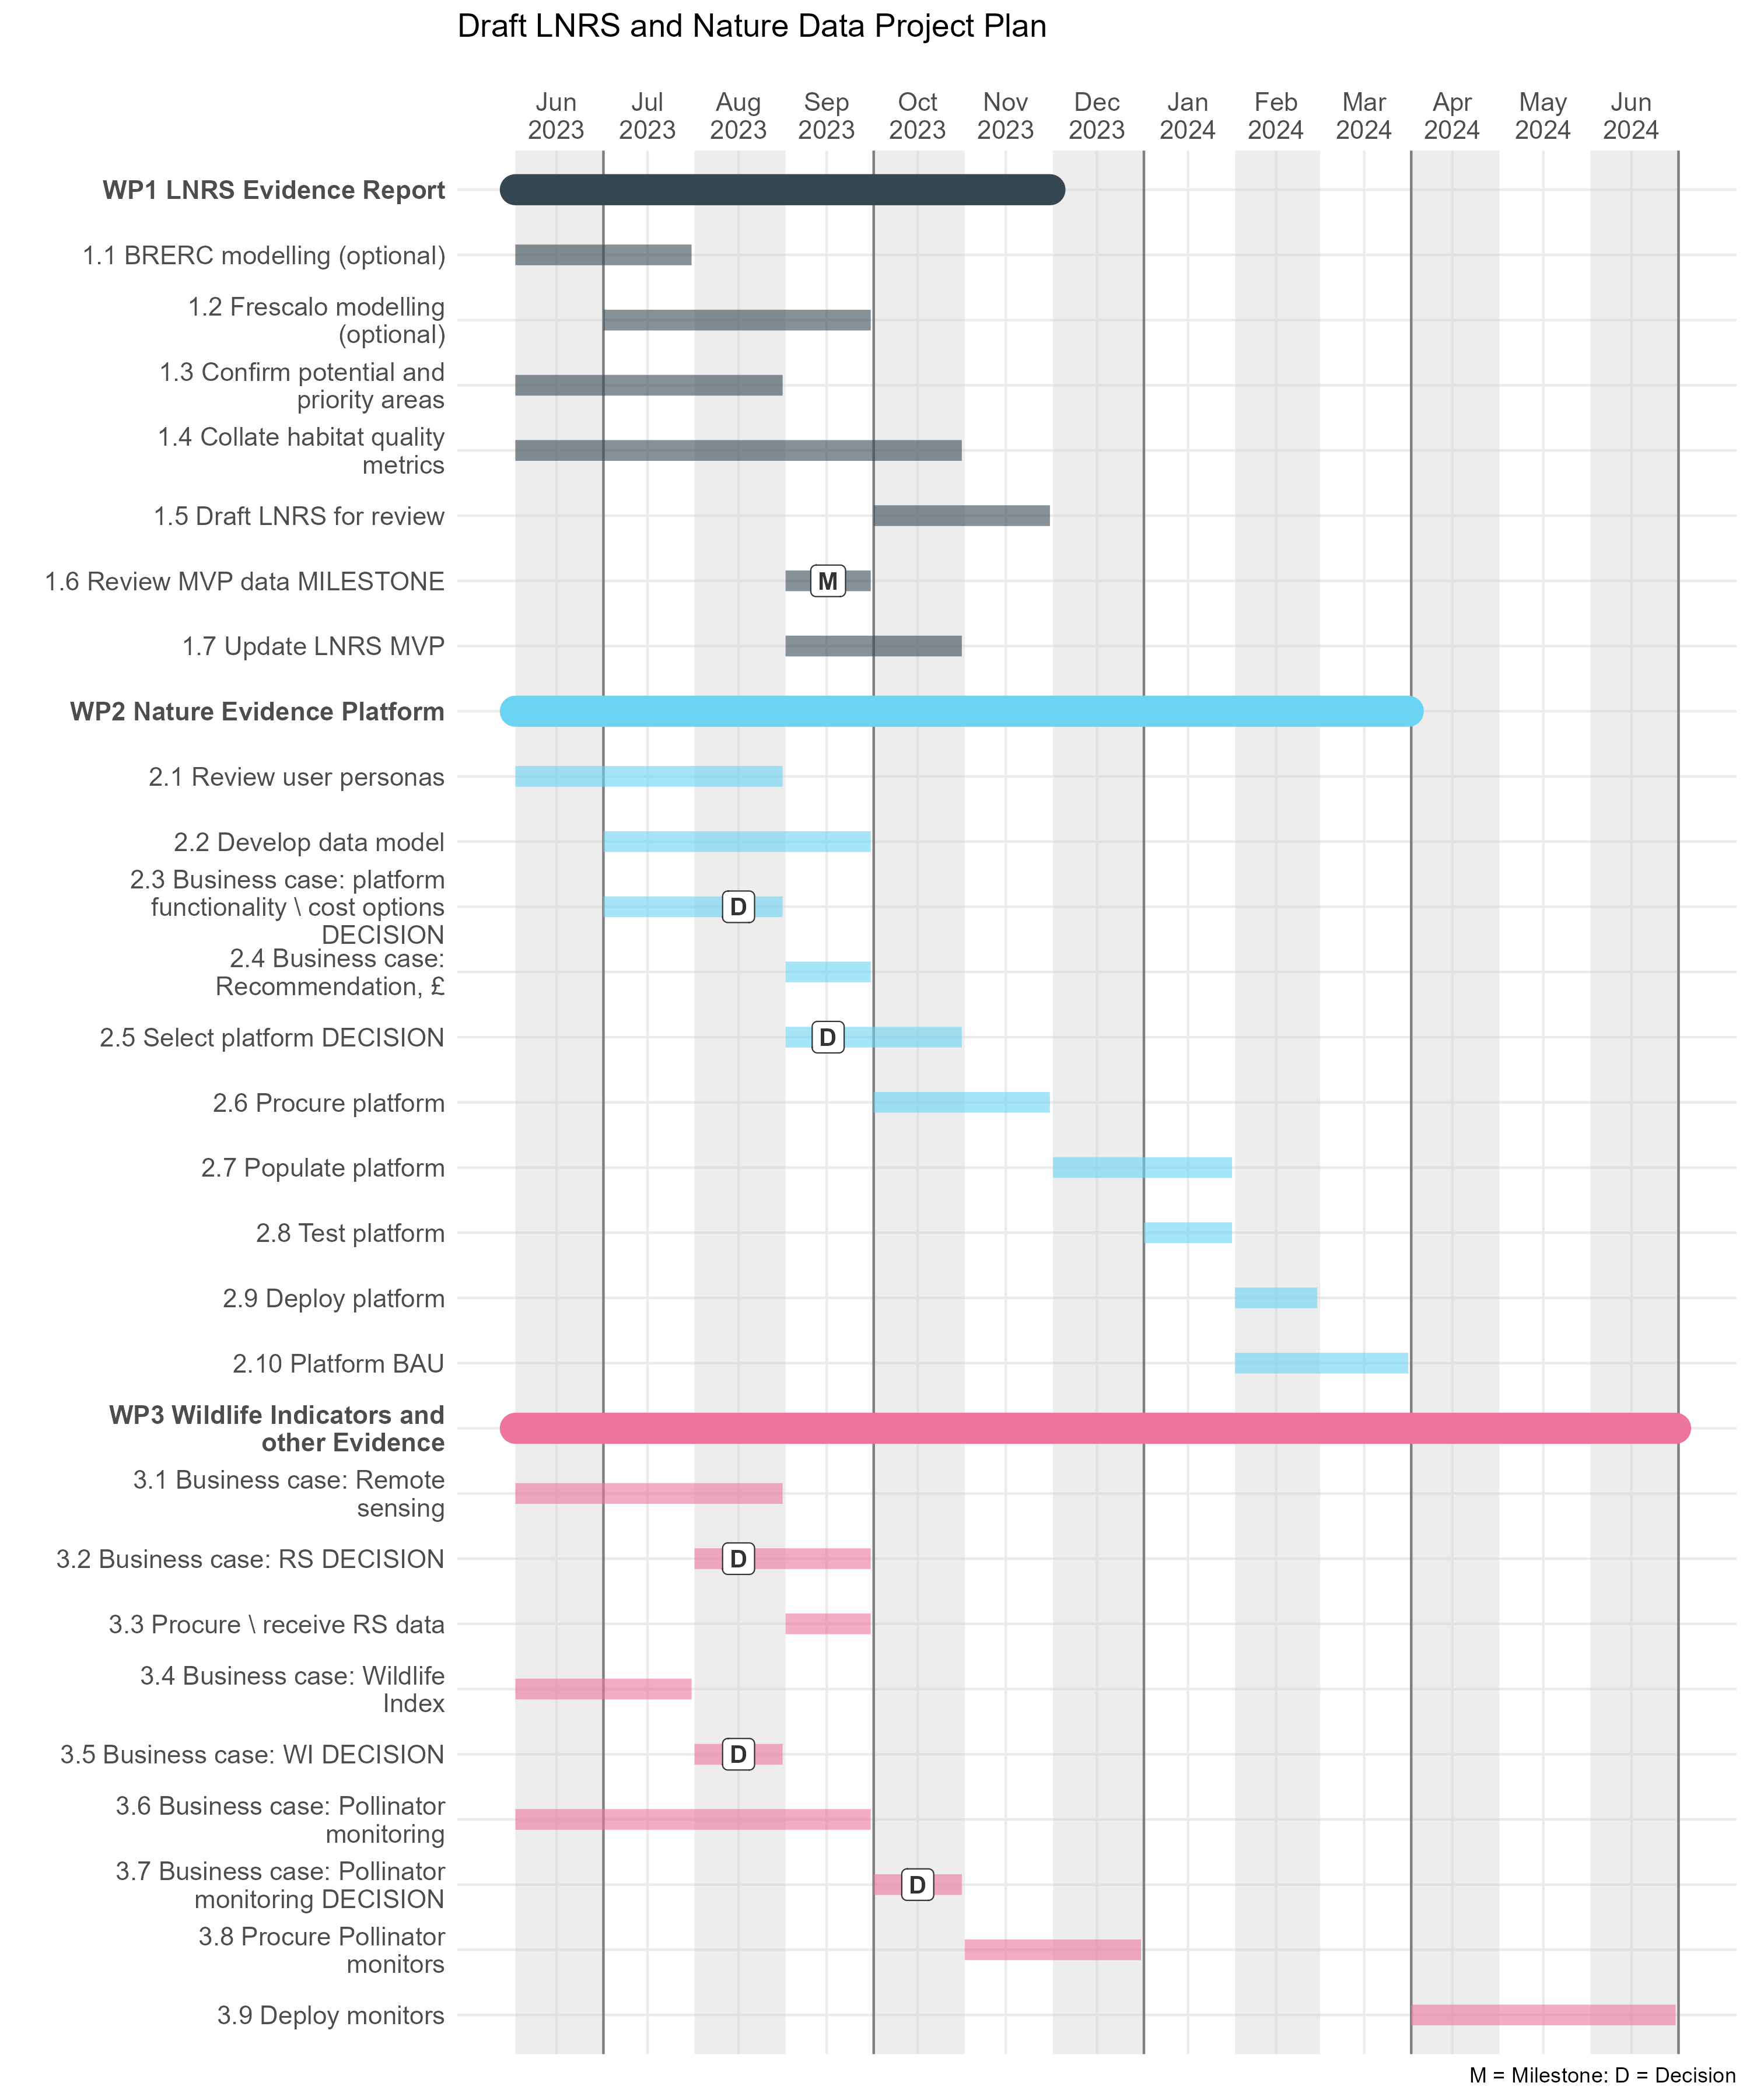 Draft LNRS and Nature Data Project Plan
Jun Jul Aug Sep Oct Nov Dec Jan Feb Mar Apr May Jun
2023 2023 2023 2023 2023 2023 2023 2024 2024 2024 2024 2024 2024
WP1 LNRS Evidence Report
1.1 BRERC modelling (optional)
1.2 Frescalo modelling
(optional)
1.3 Confirm potential and
priority areas
1.4 Collate habitat quality
metrics
1.5 Draft LNRS for review
1.6 Review MVP data MILESTONE
M
1.7 Update LNRS MVP
WP2 Nature Evidence Platform
2.1 Review user personas
2.2 Develop data model
2.3 Business case: platform
functionality \ cost options
DECISION
D
2.4 Business case:
Recommendation, £
2.5 Select platform DECISION
D
2.6 Procure platform
2.7 Populate platform
2.8 Test platform
2.9 Deploy platform
2.10 Platform BAU
WP3 Wildlife Indicators and
other Evidence
3.1 Business case: Remote
sensing
3.2 Business case: RS DECISION
D
3.3 Procure \ receive RS data
3.4 Business case: Wildlife
Index
3.5 Business case: WI DECISION
D
3.6 Business case: Pollinator
monitoring
3.7 Business case: Pollinator
monitoring DECISION
D
3.8 Procure Pollinator
monitors
3.9 Deploy monitors
M = Milestone: D = Decision